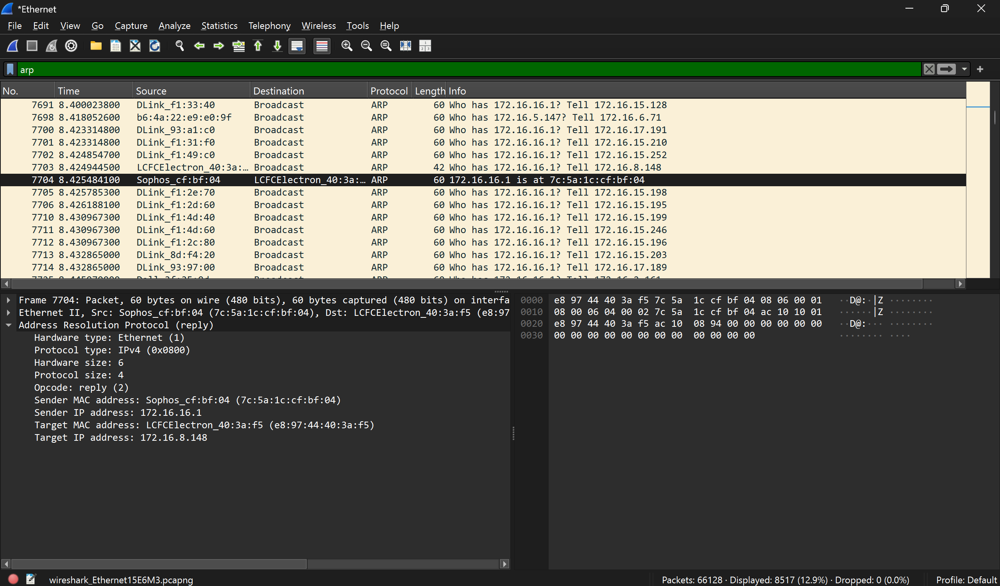 *Ethernet
File Edit View Go Capture Analyze Statistics Telephony Wireless Tools Help
arp
No. Time Source Destination Protocol Length Info
7691 8.400023800 DLink_f1:33:40 Broadcast ARP 60 Who has 172.16.16.1? Tell 172.16.15.128
7698 8.418052600 b6:4a:22:e9:e0:9f Broadcast ARP 60 Who has 172.16.5.147? Tell 172.16.6.71
7700 8.423314800 DLink_93:a1:c0 Broadcast ARP 60 Who has 172.16.16.1? Tell 172.16.17.191
7701 8.423314800 DLink_f1:31:f0 Broadcast ARP 60 Who has 172.16.16.1? Tell 172.16.15.210
7702 8.424854700 DLink_f1:49:c0 Broadcast ARP 60 Who has 172.16.16.1? Tell 172.16.15.252
7703 8.424944500 LCFCElectron_40:3a:… Broadcast ARP 42 Who has 172.16.16.1? Tell 172.16.8.148
7704 8.425484100 Sophos_cf:bf:04 LCFCElectron_40:3a:… ARP 60 172.16.16.1 is at 7c:5a:1c:cf:bf:04
7705 8.425785300 DLink_f1:2e:70 Broadcast ARP 60 Who has 172.16.16.1? Tell 172.16.15.198
7706 8.426188100 DLink_f1:2d:60 Broadcast ARP 60 Who has 172.16.16.1? Tell 172.16.15.195
7710 8.430967300 DLink_f1:4d:40 Broadcast ARP 60 Who has 172.16.16.1? Tell 172.16.15.199
7711 8.430967300 DLink_f1:4d:60 Broadcast ARP 60 Who has 172.16.16.1? Tell 172.16.15.246
7712 8.430967300 DLink_f1:2c:80 Broadcast ARP 60 Who has 172.16.16.1? Tell 172.16.15.196
7713 8.432865000 DLink_8d:f4:20 Broadcast ARP 60 Who has 172.16.16.1? Tell 172.16.15.203
7714 8.432865000 DLink_93:97:00 Broadcast ARP 60 Who has 172.16.16.1? Tell 172.16.17.189
Frame 7704: Packet, 60 bytes on wire (480 bits), 60 bytes captured (480 bits) on interfa
Ethernet II, Src: Sophos_cf:bf:04 (7c:5a:1c:cf:bf:04), Dst: LCFCElectron_40:3a:f5 (e8:97
Address Resolution Protocol (reply)
Hardware type: Ethernet (1)
Protocol type: IPv4 (0x0800)
Hardware size: 6
Protocol size: 4
Opcode: reply (2)
Sender MAC address: Sophos_cf:bf:04 (7c:5a:1c:cf:bf:04)
Sender IP address: 172.16.16.1
Target MAC address: LCFCElectron_40:3a:f5 (e8:97:44:40:3a:f5)
Target IP address: 172.16.8.148
0000 e8 97 44 40 3a f5 7c 5a 1c cf bf 04 08 06 00 01 ··D@:·|Z ········
0010 08 00 06 04 00 02 7c 5a 1c cf bf 04 ac 10 10 01 ······|Z ········
0020 e8 97 44 40 3a f5 ac 10 08 94 00 00 00 00 00 00 ··D@:··· ········
0030 00 00 00 00 00 00 00 00 00 00 00 00 ········ ····
wireshark_Ethernet15E6M3.pcapng
Packets: 66128 · Displayed: 8517 (12.9%) · Dropped: 0 (0.0%)
Profile: Default